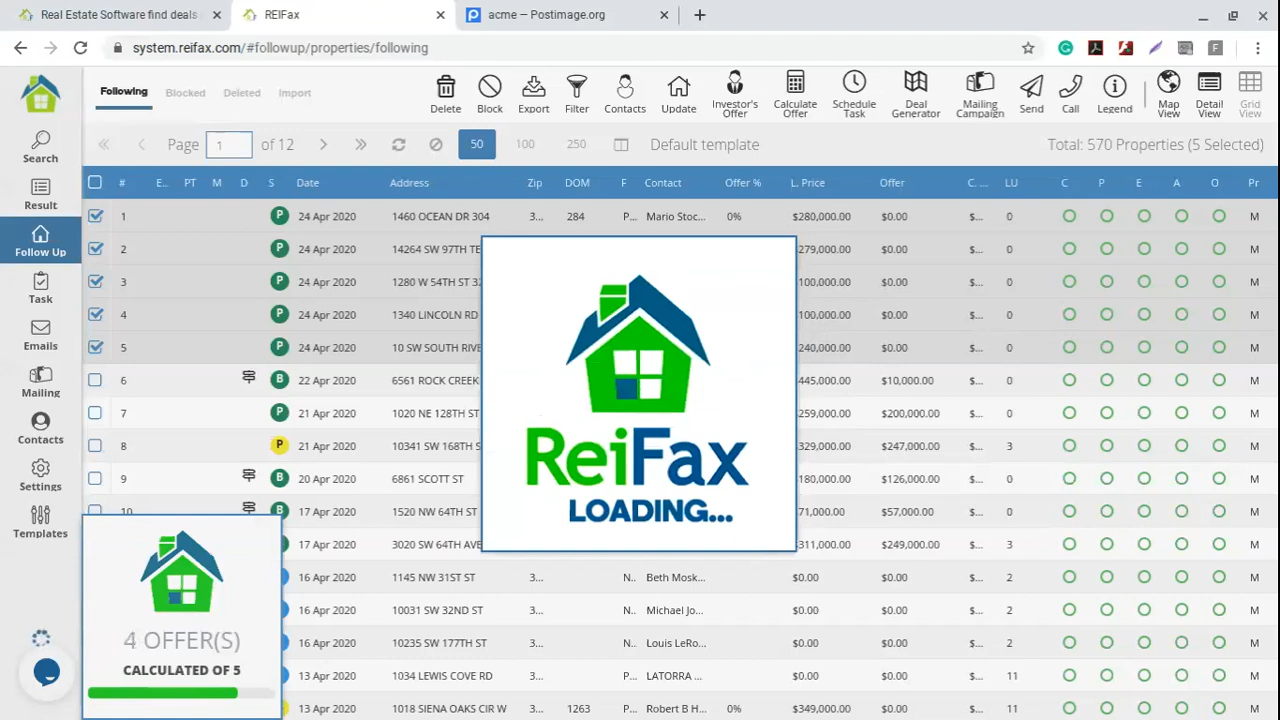 Real Estate Software find deals
REIFax
acme — Postimage.org
system.reifax.com/#followup/properties/following
Following Blocked Deleted Import
Delete Block Export Filter Contacts Update Investor's Offer Calculate Offer Schedule Task Deal Generator Mailing Campaign Send Call Legend Map View Detail View Grid View
Page 1 of 12 50 100 250 Default template Total: 570 Properties (5 Selected)
# E.. PT M D S Date Address Zip DOM F Contact Offer % L. Price Offer C. ... LU C P E A O Pr
1 P 24 Apr 2020 1460 OCEAN DR 304 3... 284 P... Mario Stoc... 0% $280,000.00 $0.00 $... 0 M
2 P 24 Apr 2020 14264 SW 97TH TE 279,000.00 $0.00 $... 0 M
3 P 24 Apr 2020 1280 W 54TH ST 32 100,000.00 $0.00 $... 0 M
4 P 24 Apr 2020 1340 LINCOLN RD 100,000.00 $0.00 $... 0 M
5 P 24 Apr 2020 10 SW SOUTH RIVE 240,000.00 $0.00 $... 0 M
6 B 22 Apr 2020 6561 ROCK CREEK 445,000.00 $10,000.00 $... 0 M
7 P 21 Apr 2020 1020 NE 128TH ST 259,000.00 $200,000.00 $... 0 M
8 P 21 Apr 2020 10341 SW 168TH S 329,000.00 $247,000.00 $... 3 M
9 B 20 Apr 2020 6861 SCOTT ST 180,000.00 $126,000.00 $... 0 M
10 B 17 Apr 2020 1520 NW 64TH ST 71,000.00 $57,000.00 $... 0 M
17 Apr 2020 3020 SW 64TH AVE 311,000.00 $249,000.00 $... 3 M
16 Apr 2020 1145 NW 31ST ST 3... N.. Beth Mosk... $0.00 $0.00 $... 2 M
16 Apr 2020 10031 SW 32ND ST 3... N.. Michael Jo... $0.00 $0.00 $... 2 M
16 Apr 2020 10235 SW 177TH ST 3... N.. Louis LeRo... $0.00 $0.00 $... 2 M
13 Apr 2020 1034 LEWIS COVE RD 3... P... LATORRA ... $0.00 $0.00 $... 11 M
13 Apr 2020 1018 SIENA OAKS CIR W 3... 1263 P... Robert B H... 0% $349,000.00 $0.00 $... 11 M
Search
Result
Follow Up
Task
Emails
Mailing
Contacts
Settings
Templates
ReiFax
LOADING...
4 OFFER(S)
CALCULATED OF 5